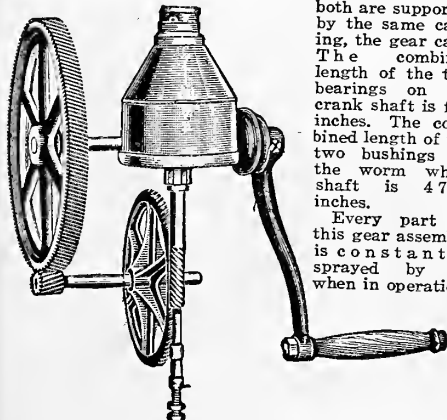 both are suppor
by the same ca
ing, the gear ca
The combi
length of the t
bearings on
crank shaft is f
inches. The co
bined length of
two bushings
the worm wh
shaft is 47
inches.
Every part
this gear assem
is constant
sprayed by
when in operati